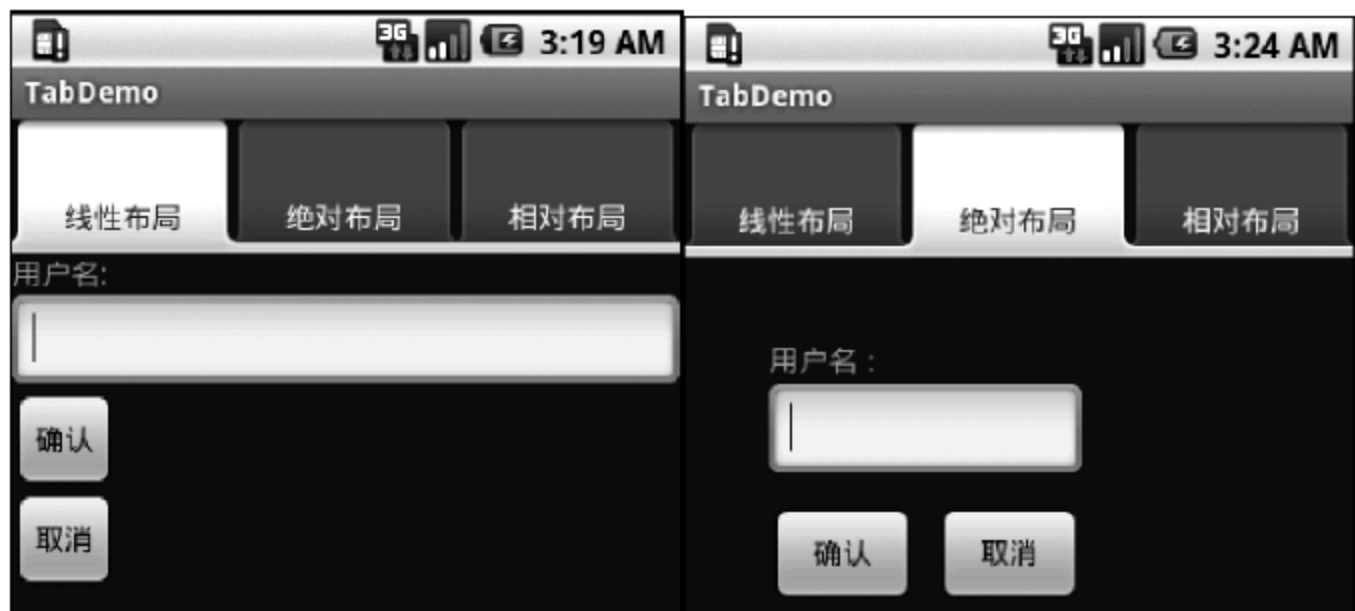 3G 3:19 AM
TabDemo
线性布局 绝对布局 相对布局
用户名:
确认
取消
3G 3:24 AM
TabDemo
线性布局 绝对布局 相对布局
用户名：
确认 取消